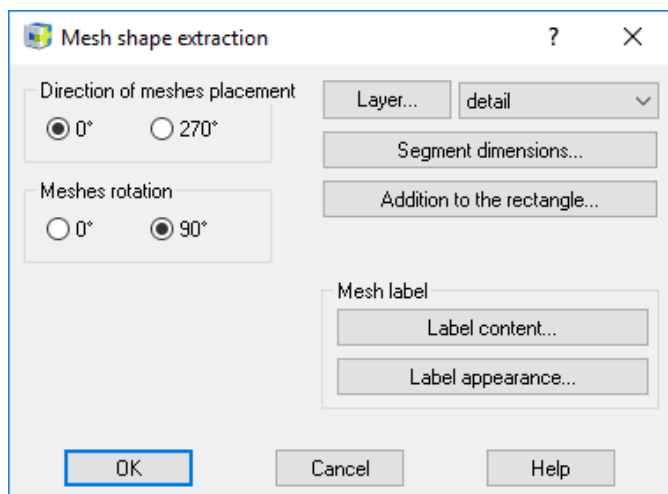 Mesh shape extraction
?
Direction of meshes placement
0°
270°
Layer...
detail
Segment dimensions...
Meshes rotation
0°
90°
Addition to the rectangle...
Mesh label
Label content...
Label appearance...
OK
Cancel
Help